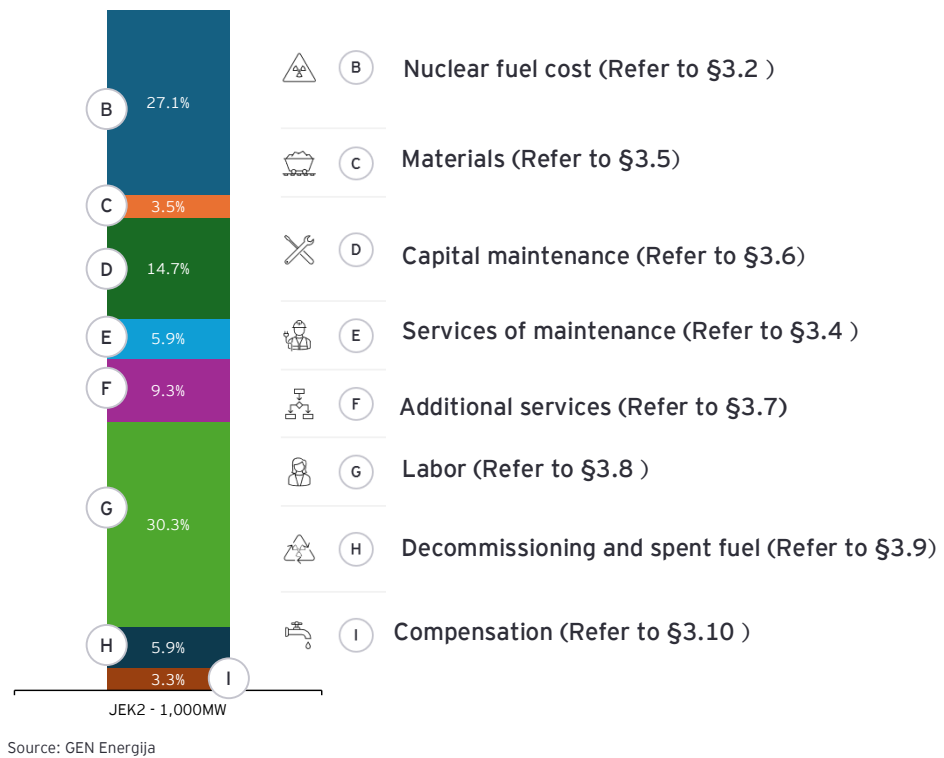 B
27.1%
B
Nuclear fuel cost (Refer to §3.2 )
C
3.5%
C
Materials (Refer to §3.5)
D
14.7%
D
Capital maintenance (Refer to §3.6)
E
5.9%
E
Services of maintenance (Refer to §3.4 )
F
9.3%
F
Additional services (Refer to §3.7)
G
30.3%
G
Labor (Refer to §3.8 )
H
5.9%
H
Decommissioning and spent fuel (Refer to §3.9)
I
3.3%
I
Compensation (Refer to §3.10 )
JEK2 - 1,000MW
Source: GEN Energija